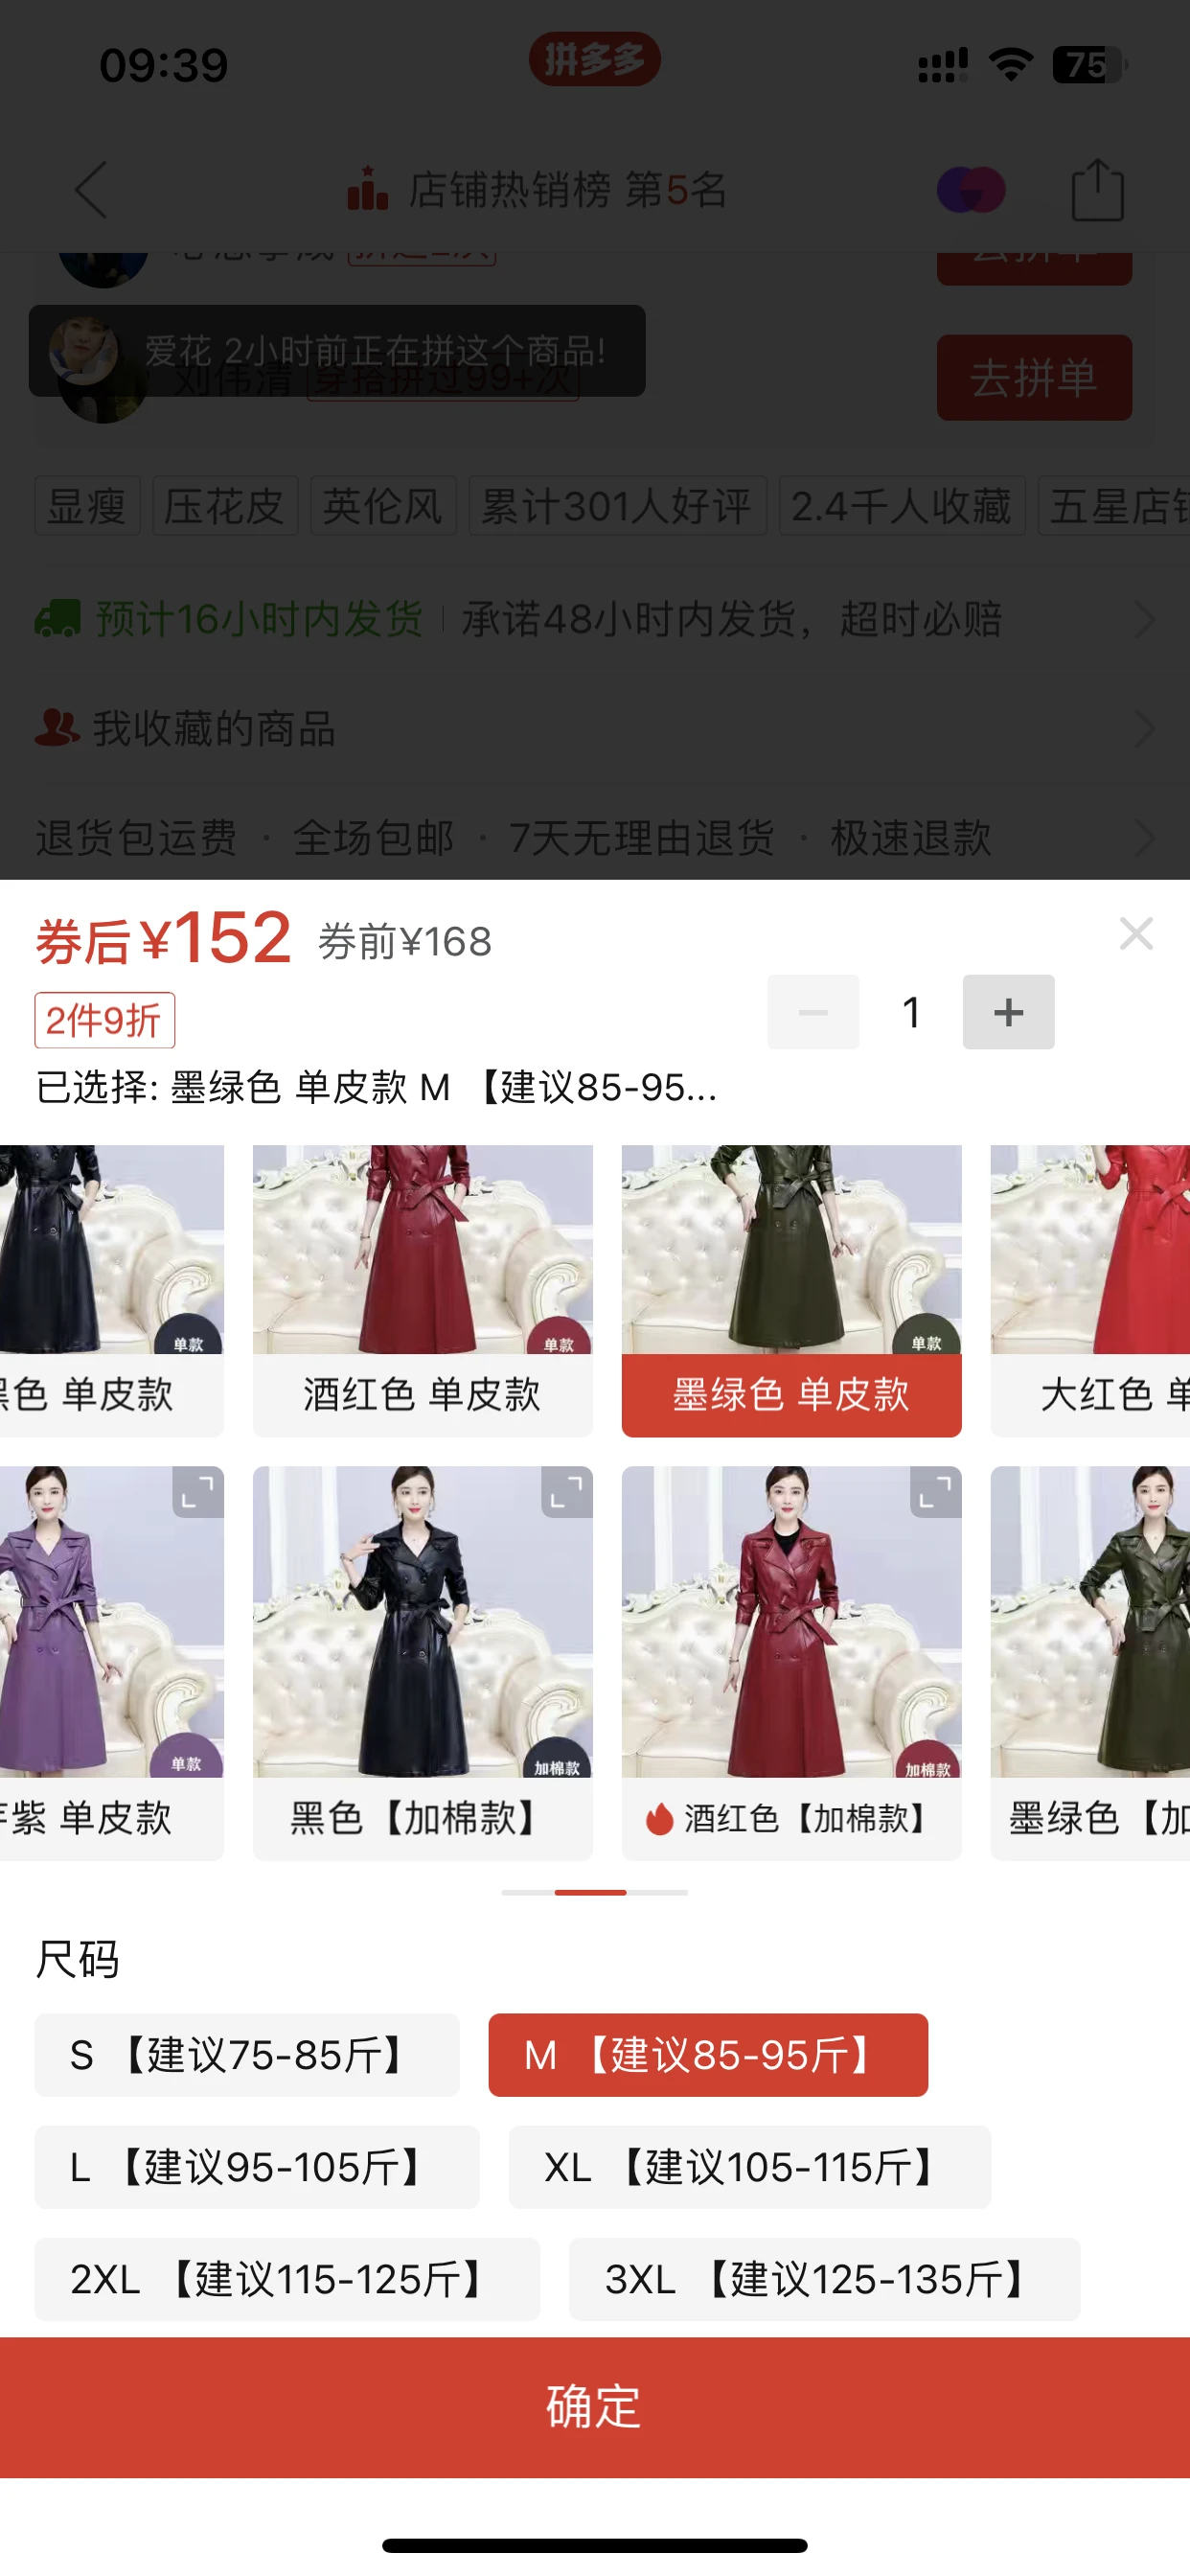 09:39
拼多多
75
店铺热销榜 第5名
爱花 2小时前正在拼这个商品!
刘伟清 穿搭拼过99+次
去拼单
去拼单
显瘦
压花皮
英伦风
累计301人好评
2.4千人收藏
五星店铺
预计16小时内发货
承诺48小时内发货，超时必赔
我收藏的商品
退货包运费 · 全场包邮 · 7天无理由退货 · 极速退款
券后¥152 券前¥168
2件9折
1
已选择: 墨绿色 单皮款 M 【建议85-95...
单款
单款
单款
黑色 单皮款
酒红色 单皮款
墨绿色 单皮款
大红色 单
单款
加棉款
加棉款
紫 单皮款
黑色【加棉款】
酒红色【加棉款】
墨绿色【加
尺码
S 【建议75-85斤】
M 【建议85-95斤】
L 【建议95-105斤】
XL 【建议105-115斤】
2XL 【建议115-125斤】
3XL 【建议125-135斤】
确定